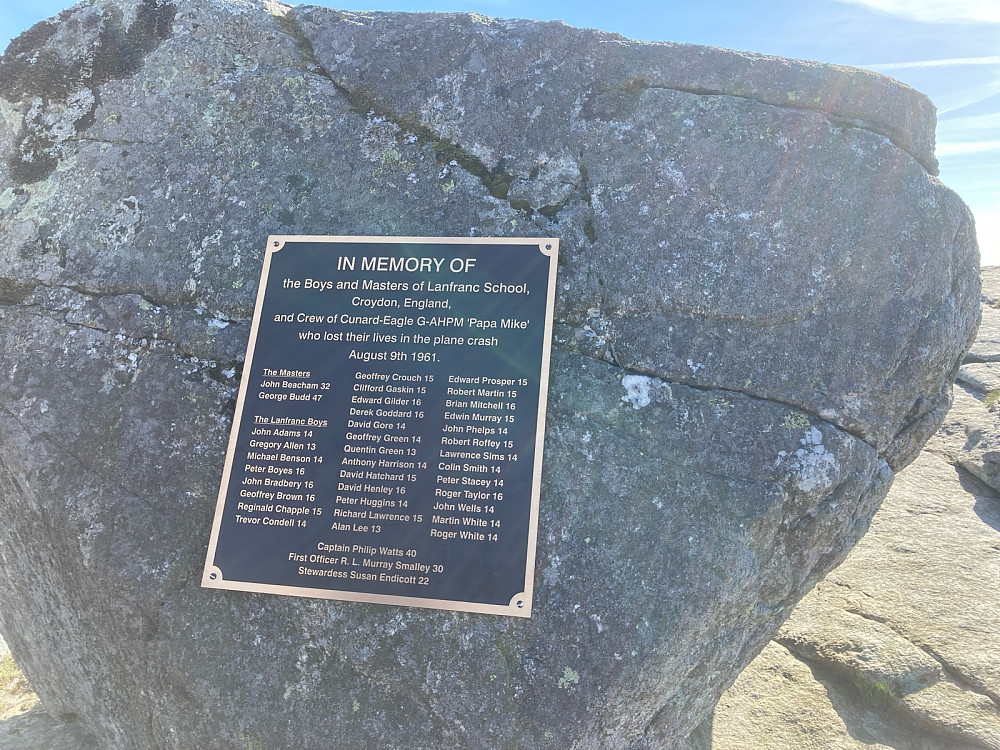 IN MEMORY OF
the Boys and Masters of Lanfranc School,
Croydon, England,
and Crew of Cunard-Eagle G-AHPM 'Papa Mike'
who lost their lives in the plane crash
August 9th 1961.
The Masters
John Beacham 32
George Budd 47
The Lanfranc Boys
John Adams 14
Gregory Allen 13
Michael Benson 14
Peter Boyes 16
John Bradbery 16
Geoffrey Brown 16
Reginald Chapple 15
Trevor Condell 14
Geoffrey Crouch 15
Clifford Gaskin 15
Edward Gilder 16
Derek Goddard 16
David Gore 14
Geoffrey Green 14
Quentin Green 13
Anthony Harrison 14
David Hatchard 15
David Henley 16
Peter Huggins 14
Richard Lawrence 15
Alan Lee 13
Edward Prosper 15
Robert Martin 15
Brian Mitchell 16
Edwin Murray 15
John Phelps 14
Robert Roffey 15
Lawrence Sims 14
Colin Smith 14
Peter Stacey 14
Roger Taylor 16
John Wells 14
Martin White 14
Roger White 14
Captain Philip Watts 40
First Officer R. L. Murray Smalley 30
Stewardess Susan Endicott 22